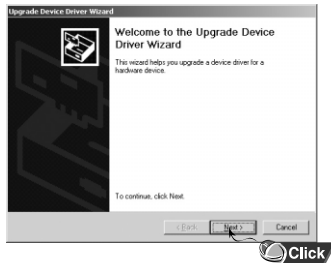 Upgrade Device Driver Wizard
Welcome to the Upgrade Device
Driver Wizard
This wizard helps you upgrade a device driver for a
hardware device.
To continue, click Next.
< Back
Next >
Cancel
Click